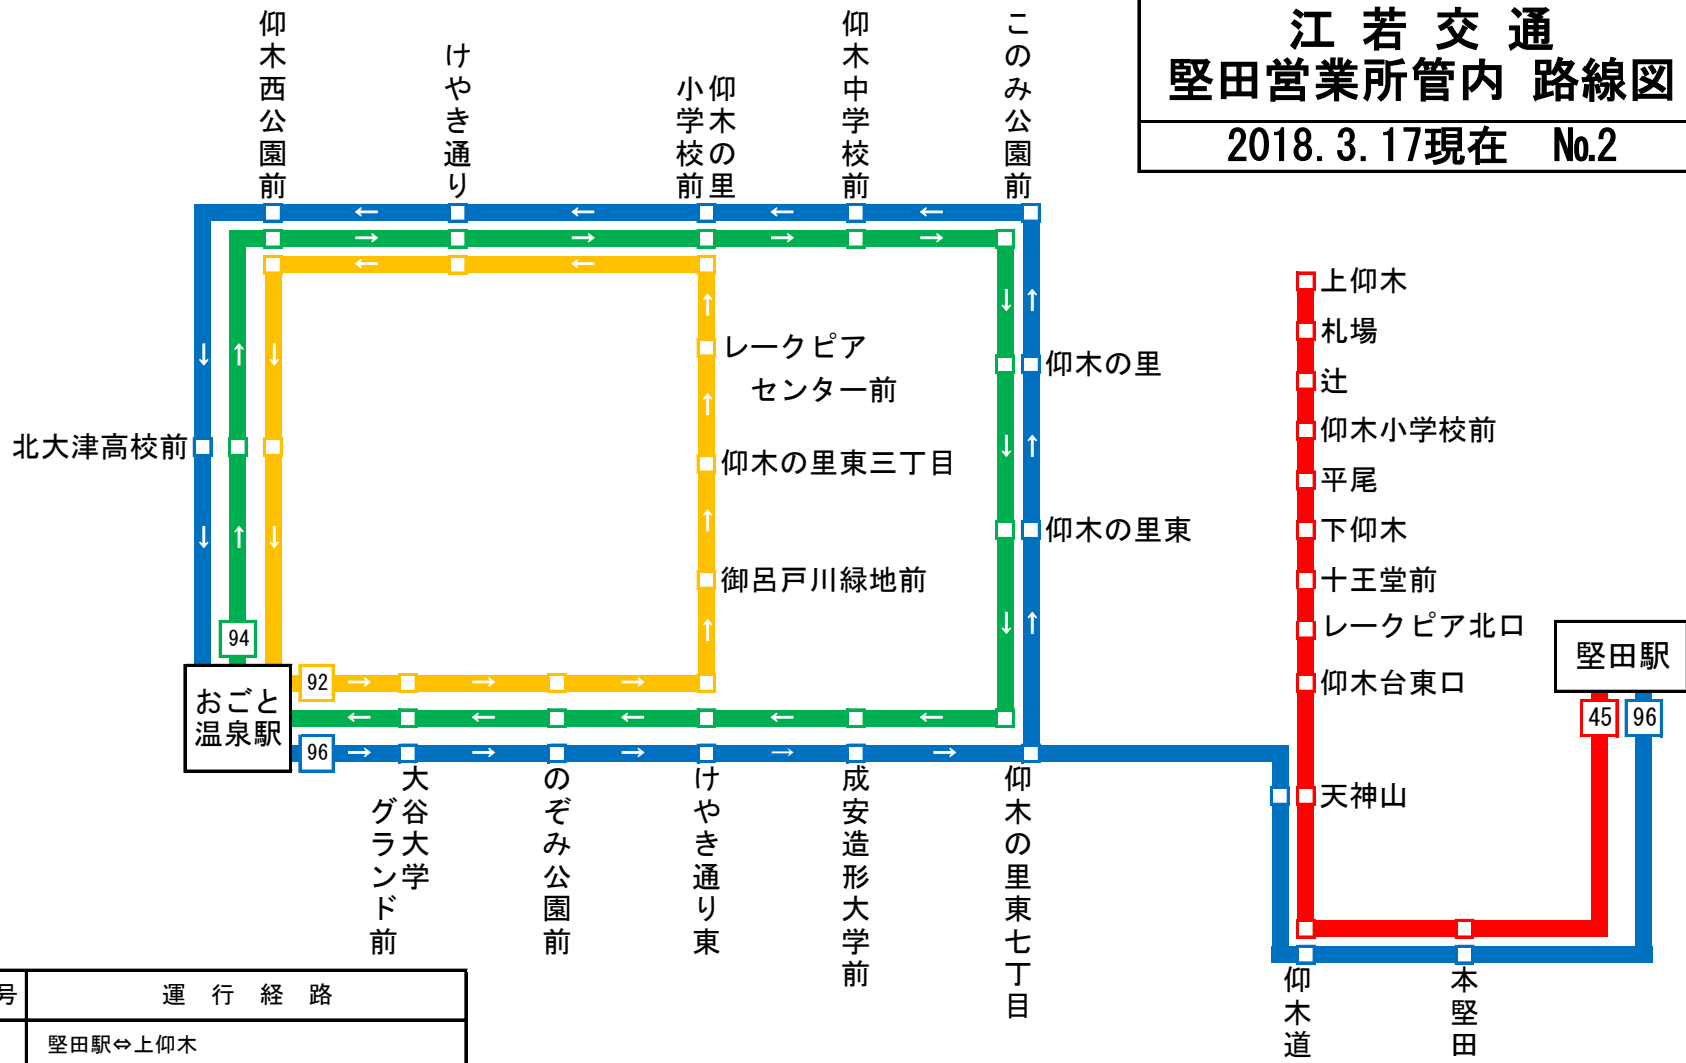 江若交通
堅田営業所管内 路線図
2018.3.17現在 No.2
仰木西公園前
けやき通り
仰木の里
小学校前
仰木中学校前
このみ公園前
← ← ← ←
→ → → →
← ←
北大津高校前
レークピア
センター前
仰木の里東三丁目
御呂戸川緑地前
仰木の里
仰木の里東
上仰木
札場
辻
仰木小学校前
平尾
下仰木
十王堂前
レークピア北口
仰木台東口
天神山
堅田駅
45
96
94
92
96
おごと
温泉駅
大谷大学
グランド前
のぞみ公園前
けやき通り東
成安造形大学前
仰木の里東七丁目
仰木道
本堅田
号
運行経路
堅田駅⇔上仰木